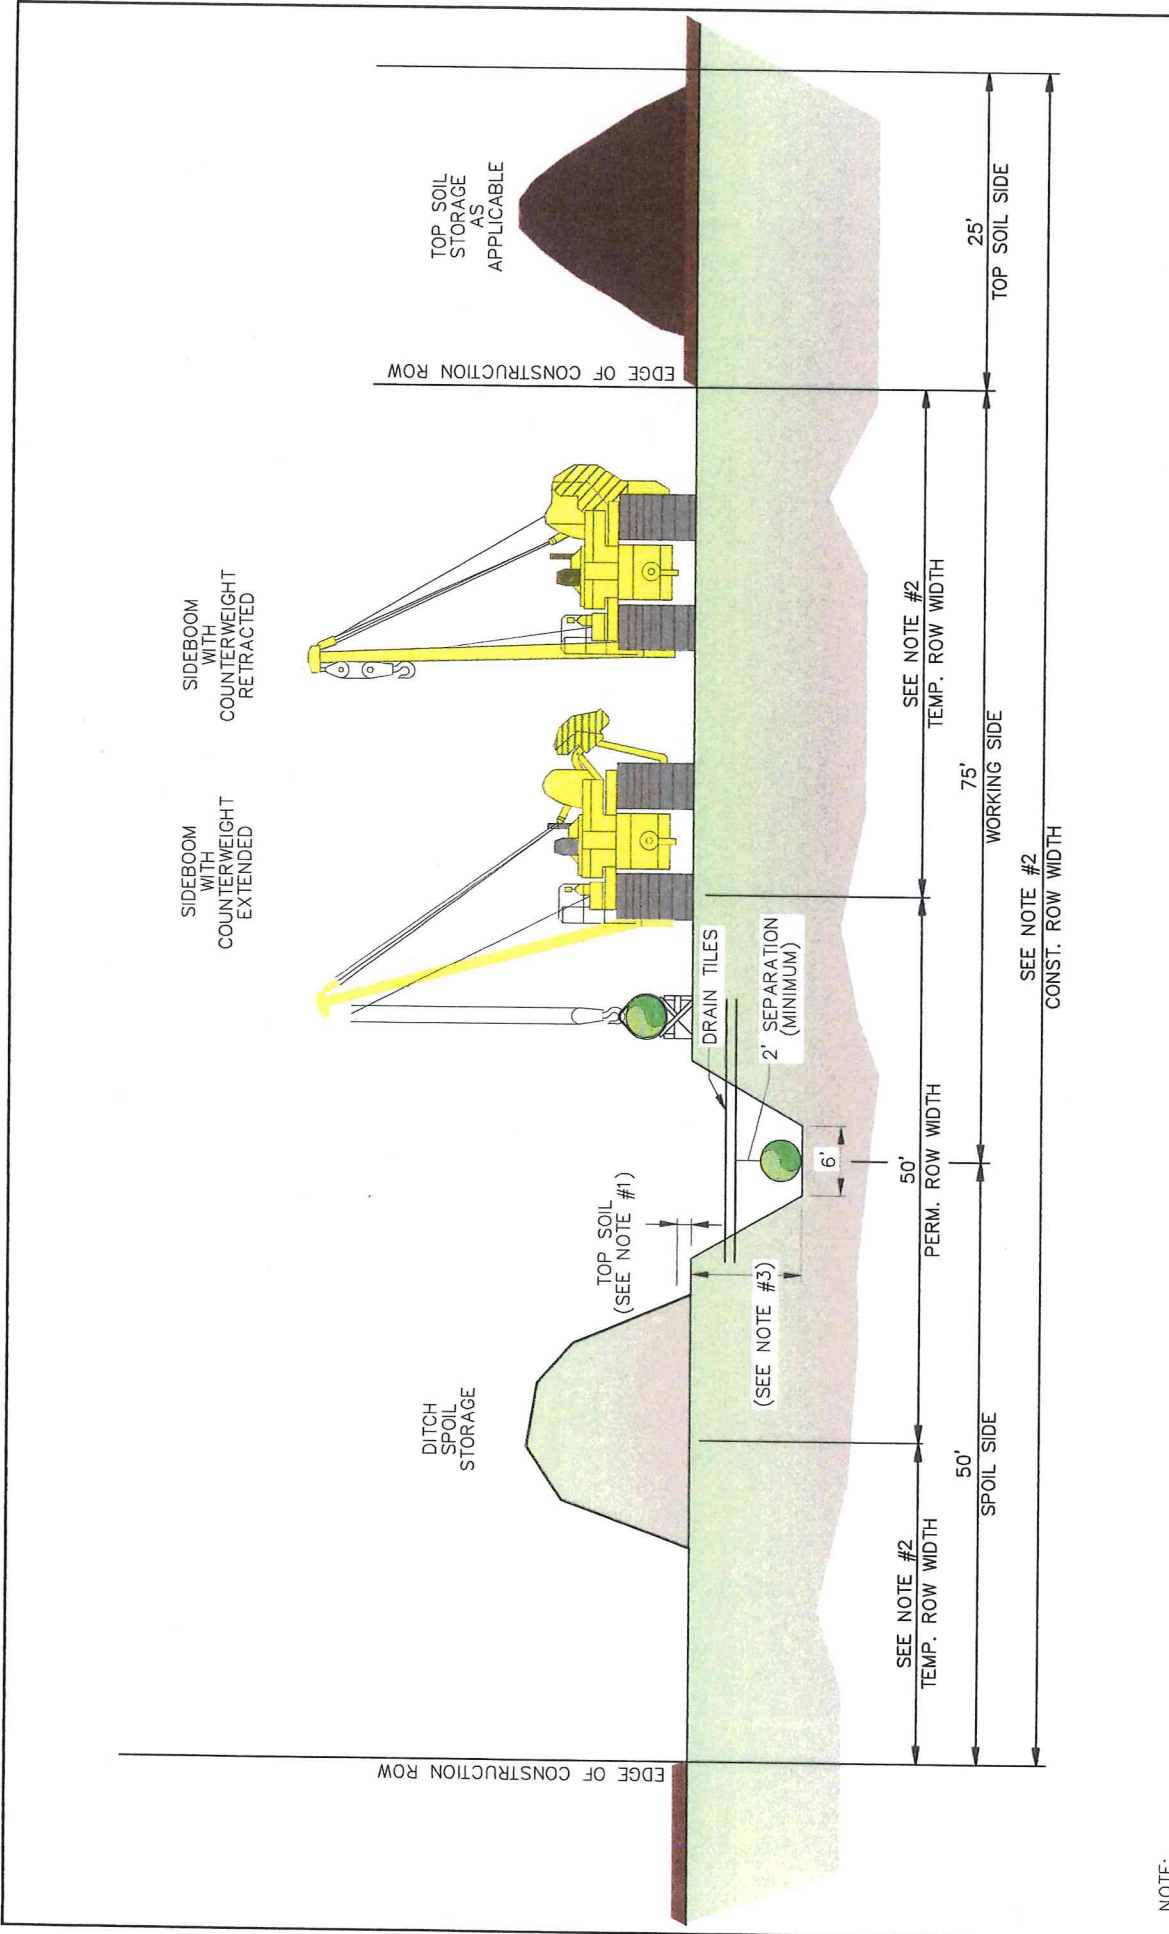 SIDEBOOM
WITH
COUNTERWEIGHT
EXTENDED
SIDEBOOM
WITH
COUNTERWEIGHT
RETRACTED
DITCH
SPOIL
STORAGE
TOP SOIL
STORAGE
AS
APPLICABLE
EDGE OF CONSTRUCTION ROW
EDGE OF CONSTRUCTION ROW
TOP SOIL
(SEE NOTE #1)
DRAIN TILES
2' SEPARATION
(MINIMUM)
(SEE NOTE #3)
6'
SEE NOTE #2
TEMP. ROW WIDTH
50'
PERM. ROW WIDTH
SEE NOTE #2
TEMP. ROW WIDTH
50'
SPOIL SIDE
75'
WORKING SIDE
25'
TOP SOIL SIDE
SEE NOTE #2
CONST. ROW WIDTH
NOTE: